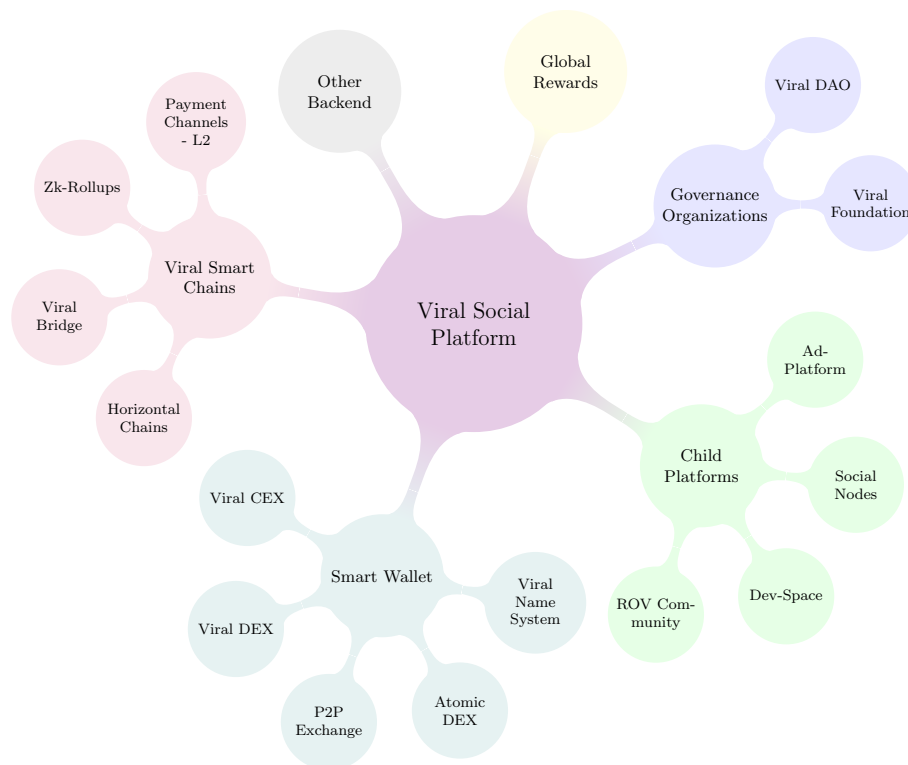 Other
Backend
Global
Rewards
Viral DAO
Payment
Channels
- L2
Zk-Rollups
Governance
Organizations
Viral
Foundation
Viral Smart
Chains
Viral
Bridge
Viral Social
Platform
Horizontal
Chains
Ad-
Platform
Child
Platforms
Social
Nodes
Viral CEX
Smart Wallet
Viral
Name
System
ROV Com-
munity
Dev-Space
Viral DEX
P2P
Exchange
Atomic
DEX